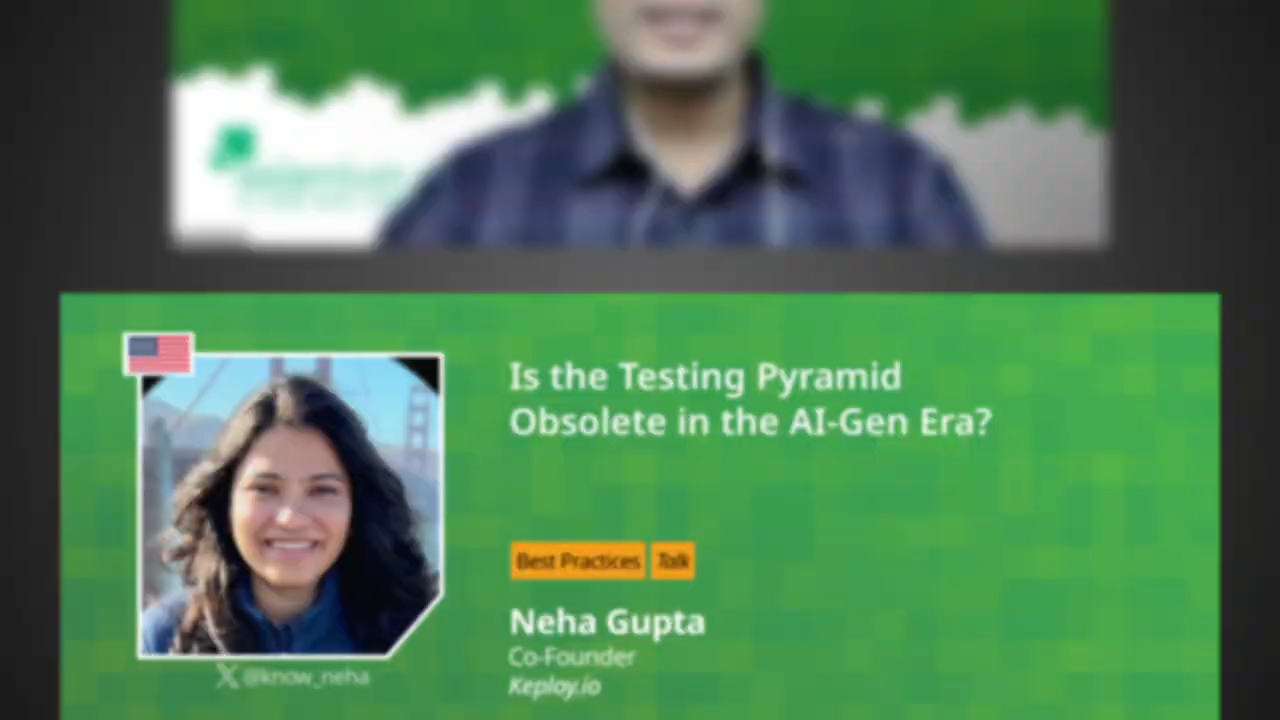 Is the Testing Pyramid
Obsolete in the AI-Gen Era?
Best Practices Talk
Neha Gupta
Co-Founder
Keploy.io
@know_neha